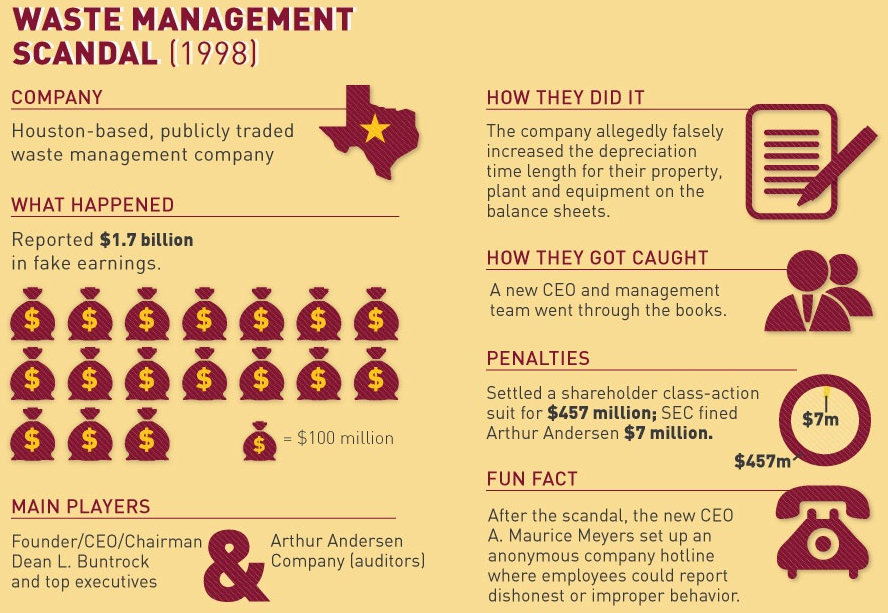 WASTE MANAGEMENT
SCANDAL (1998)
COMPANY
Houston-based, publicly traded
waste management company
WHAT HAPPENED
Reported $1.7 billion
in fake earnings.
$ $ $ $ $ $ $
$ $ $ $ $ $ $
$ $ $
$ = $100 million
MAIN PLAYERS
Founder/CEO/Chairman
Dean L. Buntrock
and top executives
&
Arthur Andersen
Company (auditors)
HOW THEY DID IT
The company allegedly falsely
increased the depreciation
time length for their property,
plant and equipment on the
balance sheets.
HOW THEY GOT CAUGHT
A new CEO and management
team went through the books.
PENALTIES
Settled a shareholder class-action
suit for $457 million; SEC fined
Arthur Andersen $7 million.
$7m
$457m
FUN FACT
After the scandal, the new CEO
A. Maurice Meyers set up an
anonymous company hotline
where employees could report
dishonest or improper behavior.